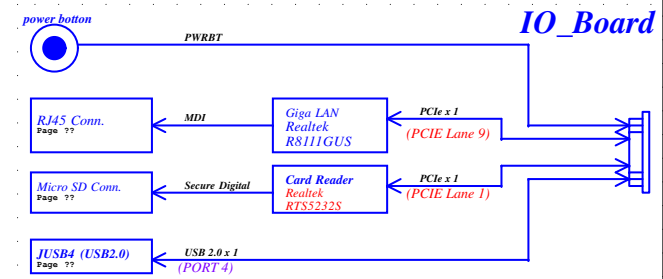 power botton
IO_Board
PWRBT
RJ45 Conn.
Page ??
MDI
Giga LAN
Realtek
R8111GUS
PCIe x 1
(PCIE Lane 9)
Micro SD Conn.
Page ??
Secure Digital
Card Reader
Realtek
RTS5232S
PCIe x 1
(PCIE Lane 1)
JUSB4 (USB2.0)
Page ??
USB 2.0 x 1
(PORT 4)